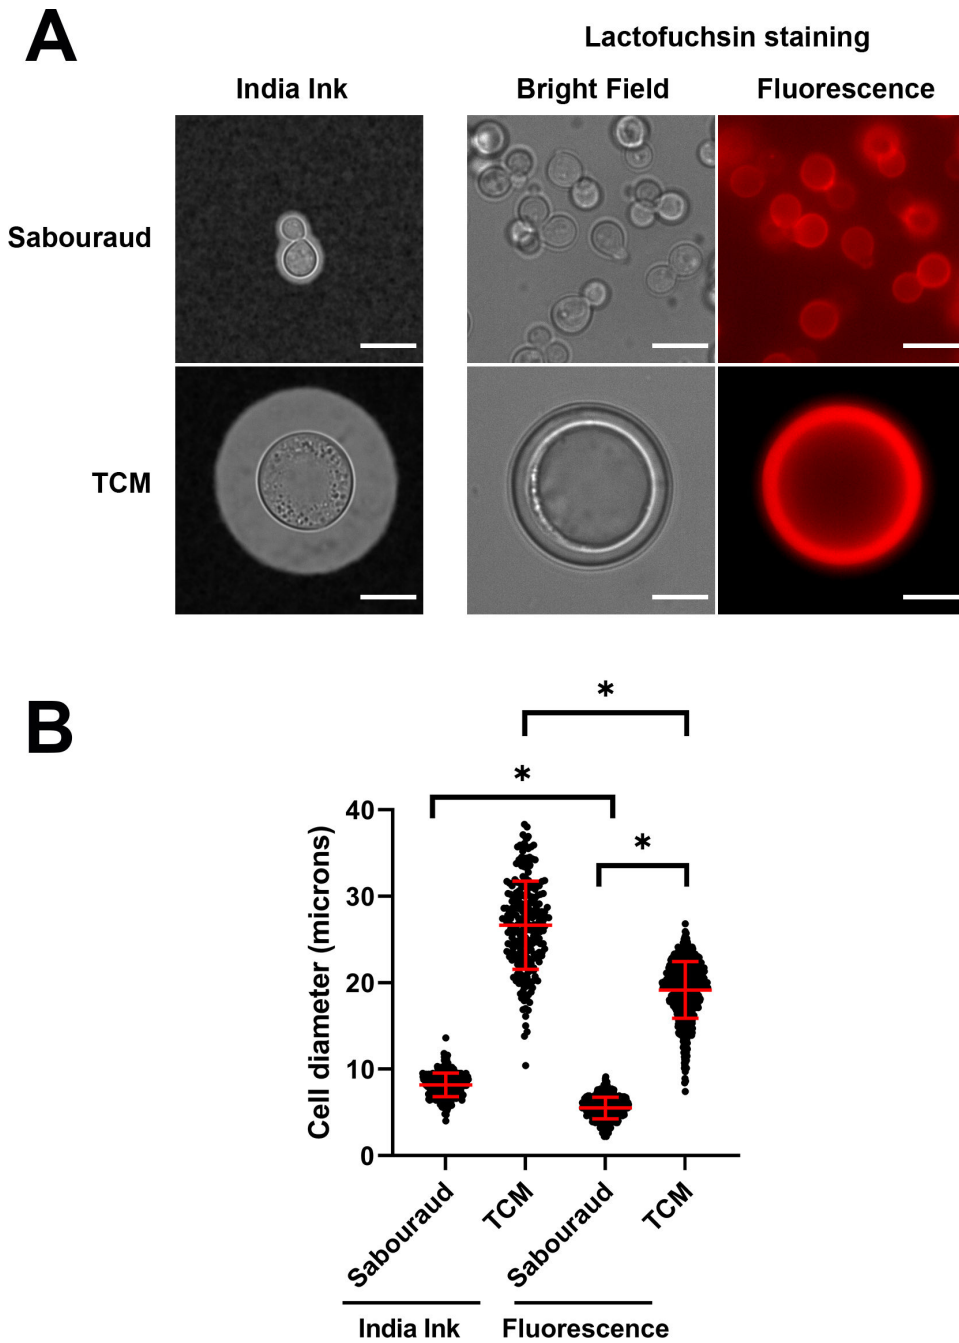 A
Lactofuchsin staining
India Ink
Bright Field
Fluorescence
Sabouraud
TCM
B
*
*
*
Cell diameter (microns)
40
30
20
10
0
Sabouraud
TCM
Sabouraud
TCM
India Ink
Fluorescence